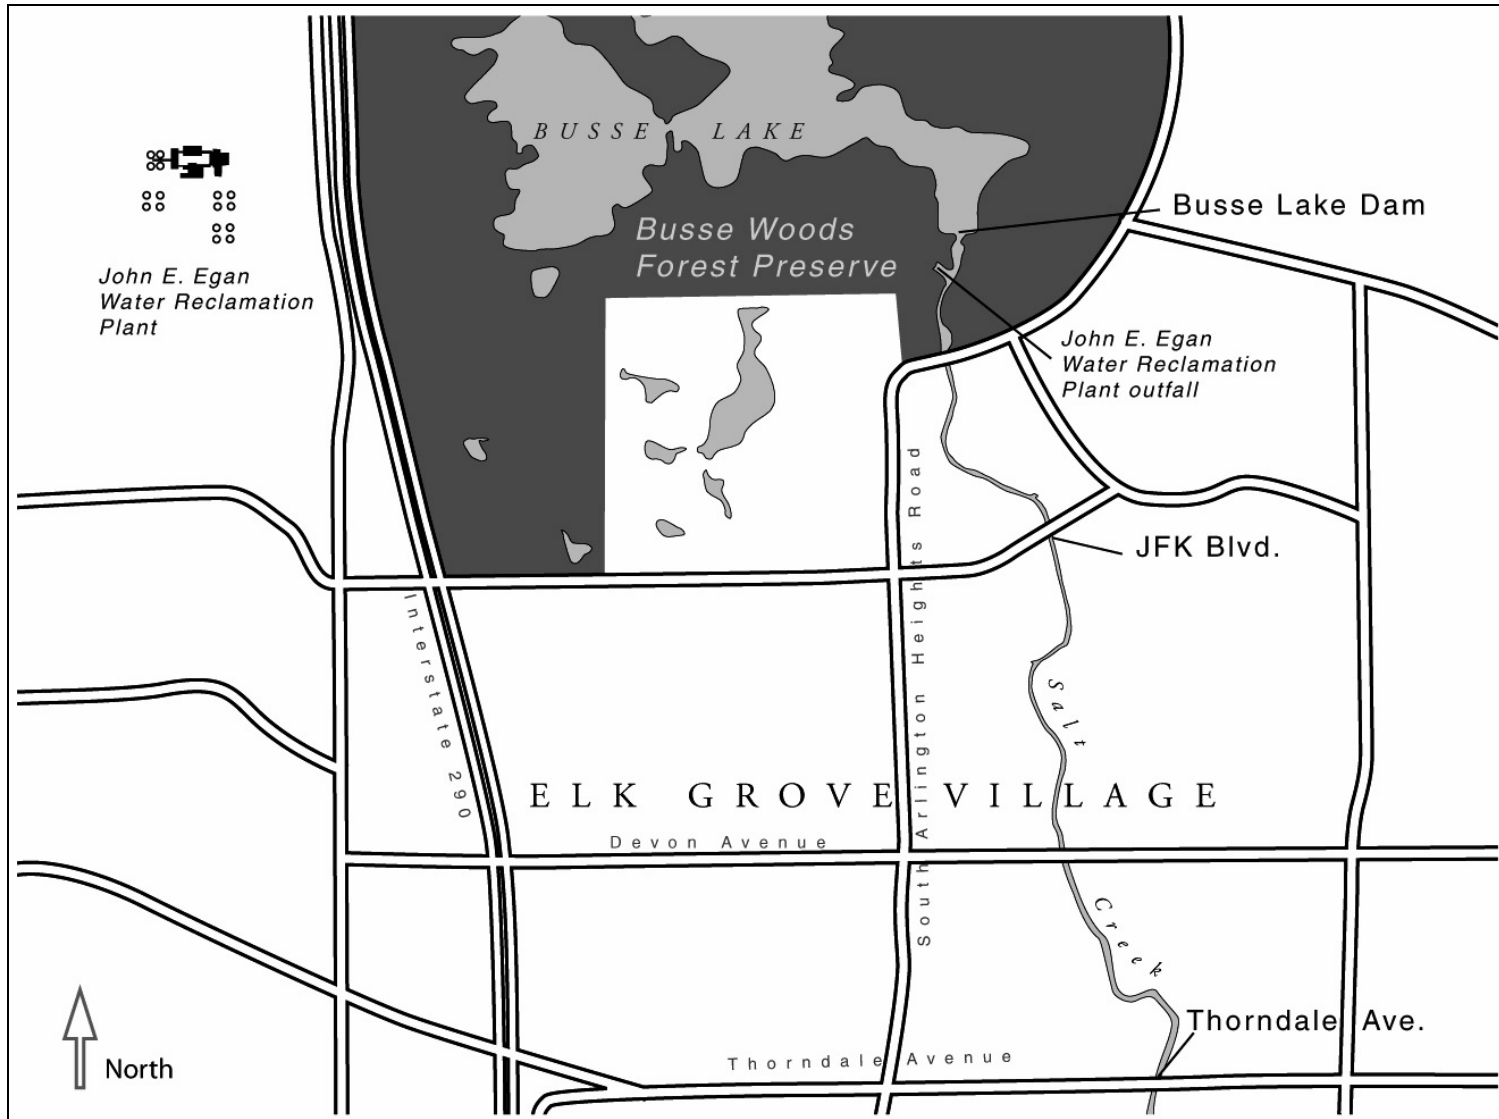 BUSSE LAKE
Busse Lake Dam
Busse Woods
Forest Preserve
John E. Egan
Water Reclamation
Plant
John E. Egan
Water Reclamation
Plant outfall
JFK Blvd.
Interstate 290
South Arlington Heights Road
Salt Creek
ELK GROVE VILLAGE
Devon Avenue
Thorndale Ave.
Thorndale Avenue
North